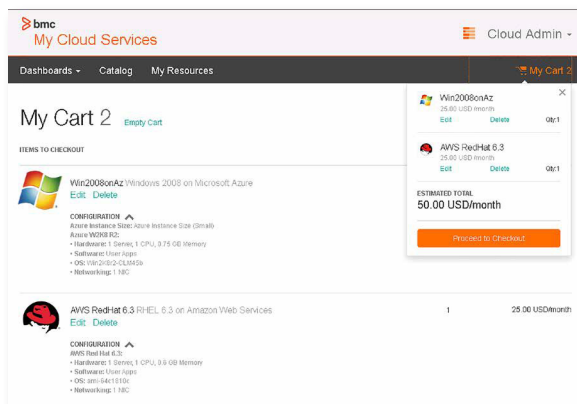 bmc
My Cloud Services
Cloud Admin
Dashboards Catalog My Resources
My Cart 2
My Cart 2 Empty Cart
ITEMS TO CHECKOUT
Win2008onAz Windows 2008 on Microsoft Azure
Edit Delete
CONFIGURATION
Azure Instance Size: Azure Instance Size (Small)
Azure W2K8 R2:
• Hardware: 1 Server, 1 CPU, 0.75 GB Memory
• Software: User Apps
• OS: Win2K8r2-CLM45b
• Networking: 1 NIC
AWS RedHat 6.3 RHEL 6.3 on Amazon Web Services 1 25.00 USD/month
Edit Delete
CONFIGURATION
AWS Red Hat 6.3:
• Hardware: 1 Server, 1 CPU, 0.6 GB Memory
• Software: User Apps
• OS:
• Networking: 1 NIC
Win2008onAz
25.00 USD /month
Edit Delete Qty:1
AWS RedHat 6.3
25.00 USD /month
Edit Delete Qty:1
ESTIMATED TOTAL
50.00 USD/month
Proceed to Checkout